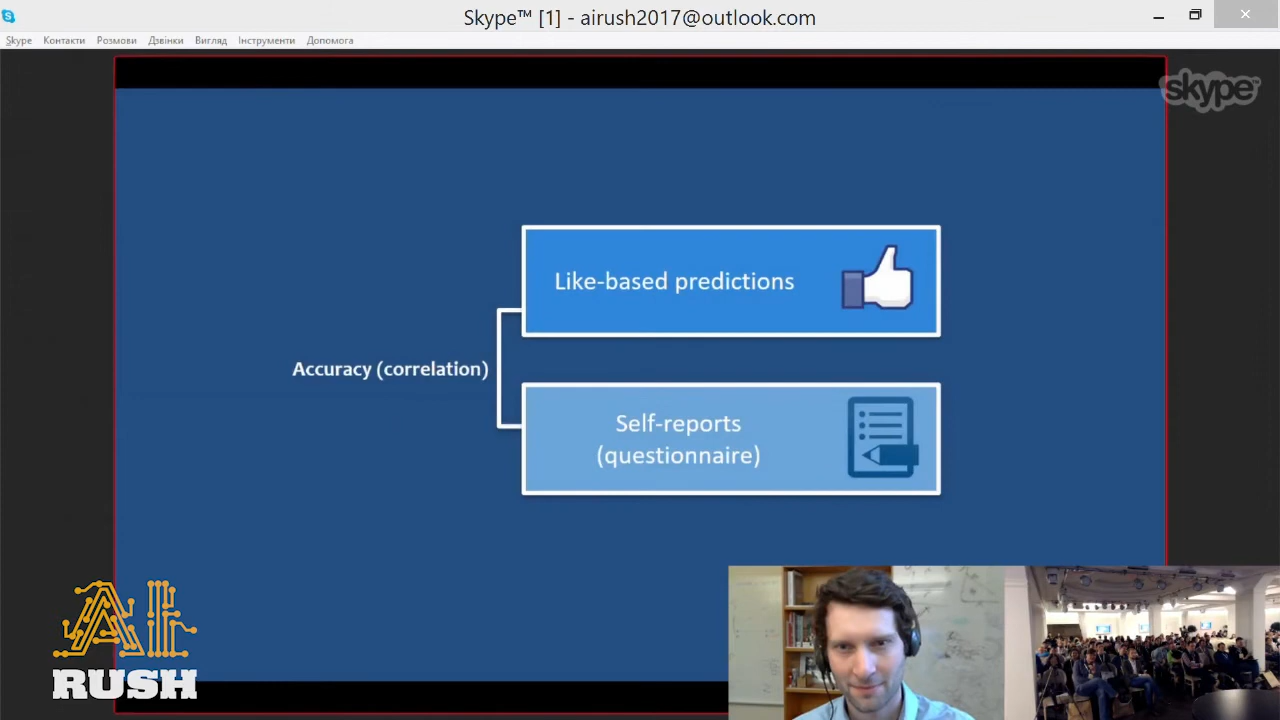 Skype™ [1] - airush2017@outlook.com
Skype Контакти Розмови Дзвінки Вигляд Інструменти Допомога
skype™
Like-based predictions
Accuracy (correlation)
Self-reports
(questionnaire)
AI
RUSH